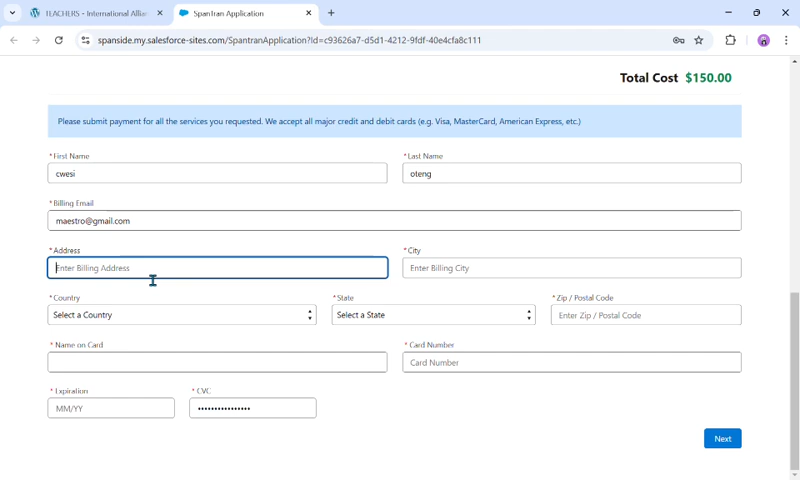 TEACHERS - International Allian
SpanTran Application
spanside.my.salesforce-sites.com/SpantranApplication?Id=c93626a7-d5d1-4212-9fdf-40e4cfa8c111
Total Cost $150.00
Please submit payment for all the services you requested. We accept all major credit and debit cards (e.g. Visa, MasterCard, American Express, etc.)
* First Name * Last Name
cwesi oteng
* Billing Email
maestro@gmail.com
* Address * City
Enter Billing Address Enter Billing City
* Country * State * Zip / Postal Code
Select a Country Select a State Enter Zip / Postal Code
* Name on Card * Card Number
Card Number
* Expiration * CVC
MM/YY ••••••••••••••••
Next